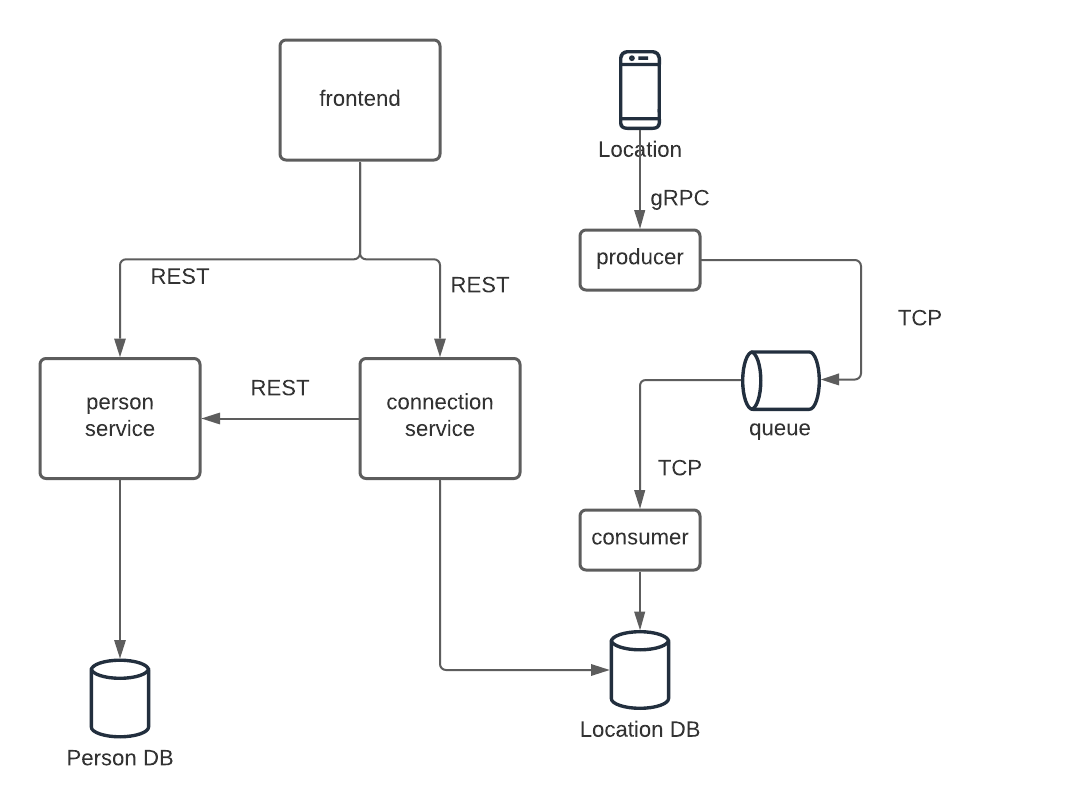 frontend
Location
gRPC
producer
REST
REST
TCP
person
service
REST
connection
service
queue
TCP
consumer
Location DB
Person DB